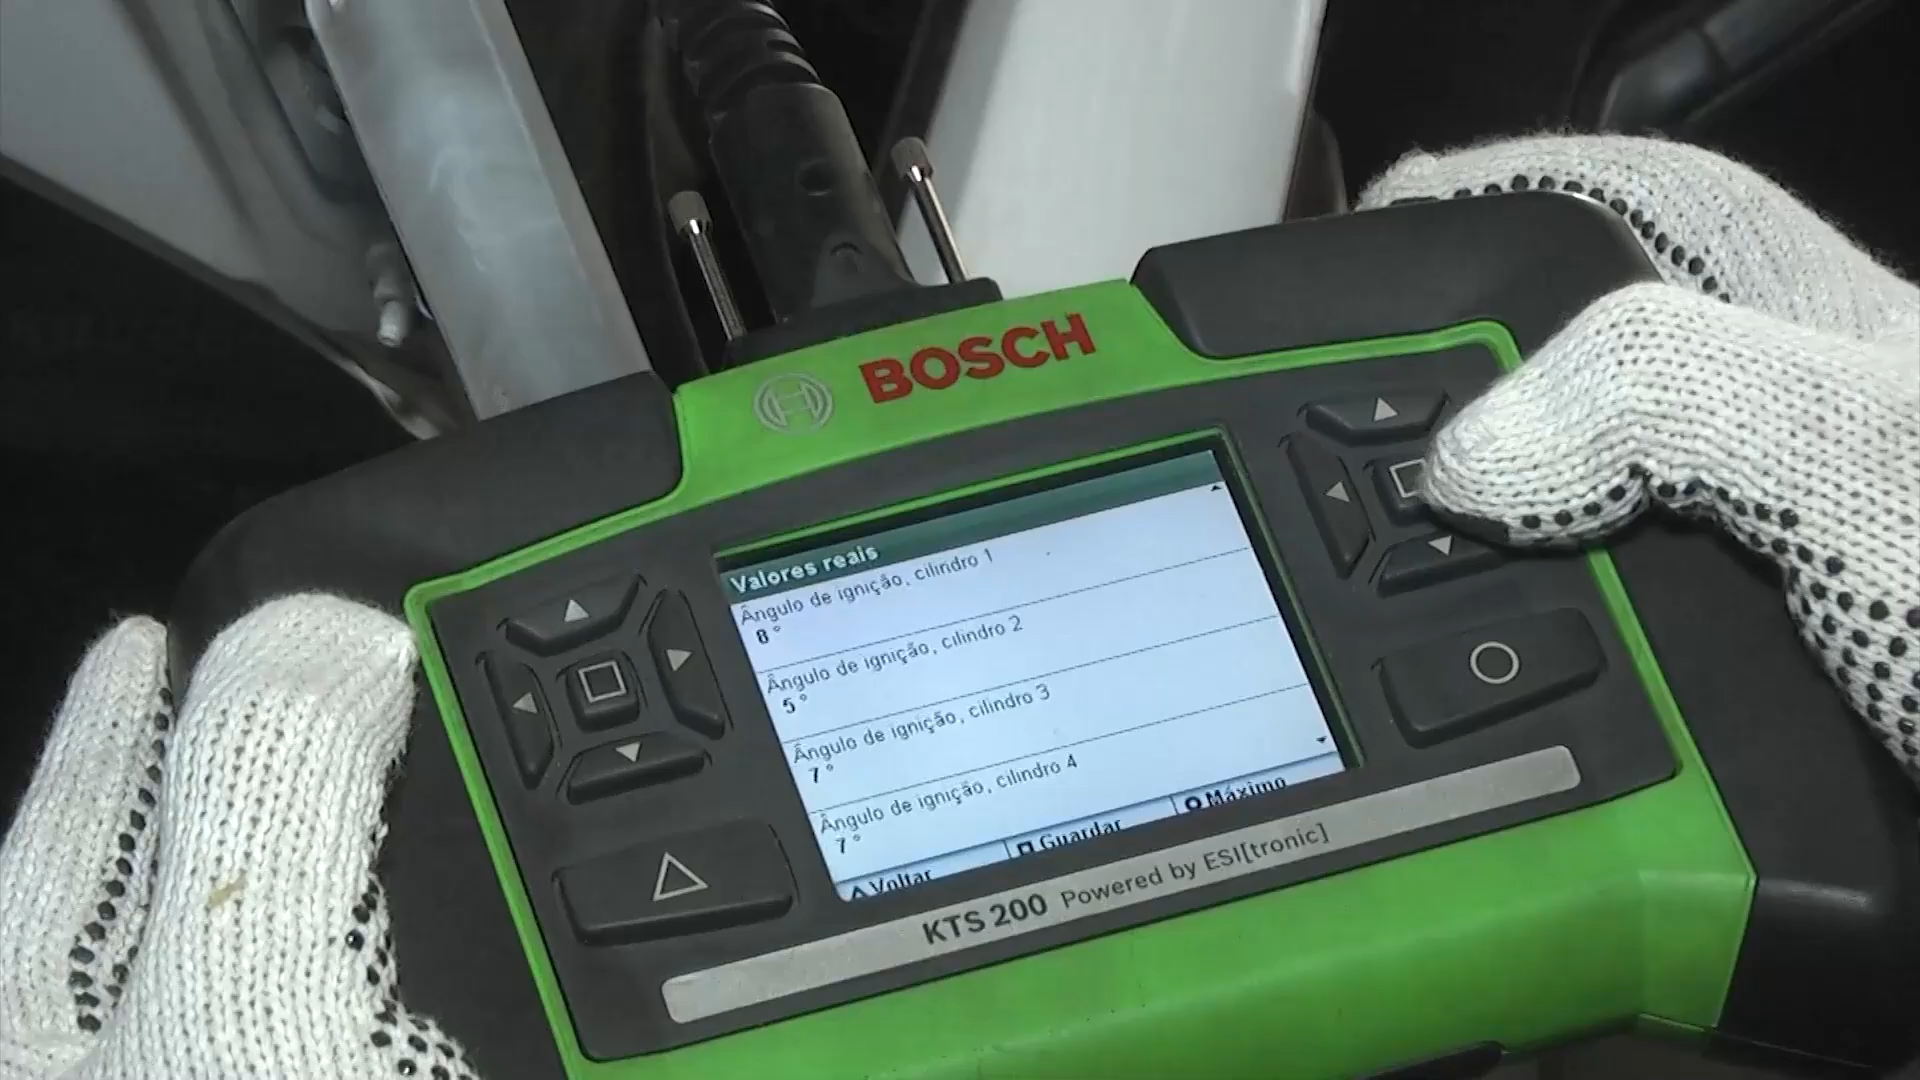 BOSCH
Valores reais
Ângulo de ignição, cilindro 1
8 °
Ângulo de ignição, cilindro 2
5 °
Ângulo de ignição, cilindro 3
7 °
Ângulo de ignição, cilindro 4
7 °
Voltar
Guardar
Máximo
KTS 200 Powered by ESI[tronic]